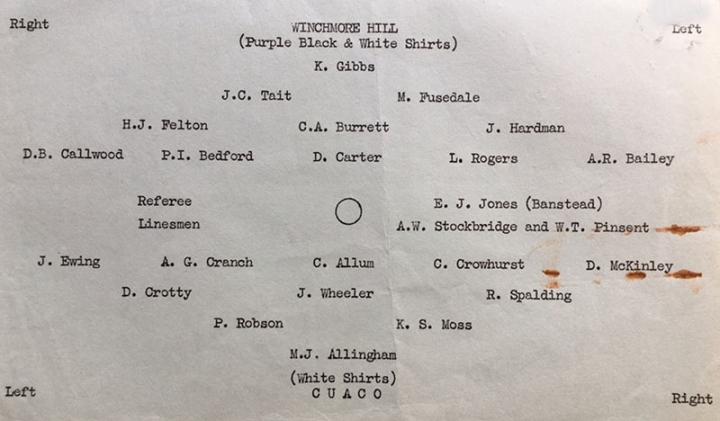 Right WINCHMORE HILL Left
(Purple Black & White Shirts)
K. Gibbs
J.C. Tait M. Fusedale
H.J. Felton C.A. Burrett J. Hardman
D.B. Callwood P.I. Bedford D. Carter L. Rogers A.R. Bailey
Referee E. J. Jones (Banstead)
Linesmen A.W. Stockbridge and W.T. Pinsent
J. Ewing A. G. Cranch C. Allum C. Crowhurst D. McKinley
D. Crotty J. Wheeler R. Spalding
P. Robson K. S. Moss
M.J. Allingham
(White Shirts)
Left C U A C O Right